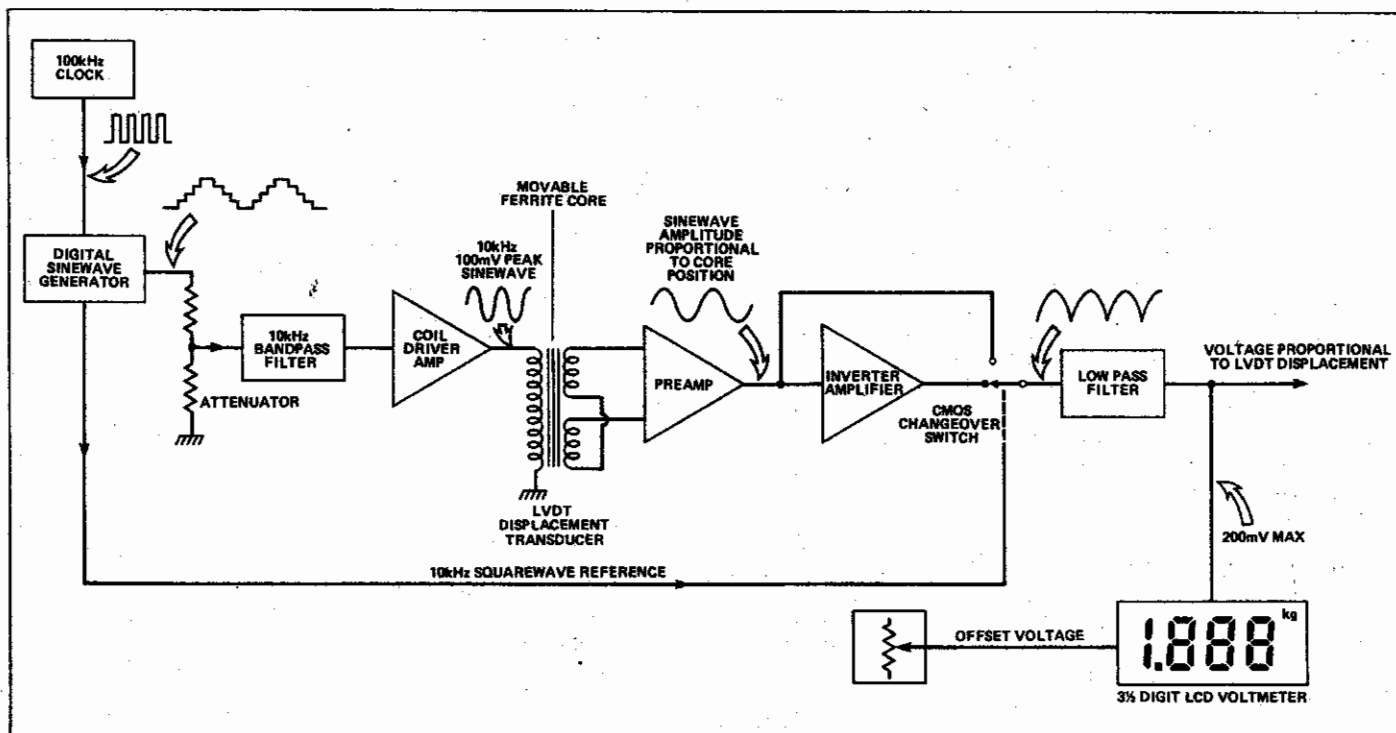 100kHz
CLOCK
DIGITAL
SINEWAVE
GENERATOR
ATTENUATOR
10kHz
BANDPASS
FILTER
COIL
DRIVER
AMP
10kHz
100mV PEAK
SINEWAVE
MOVABLE
FERRITE CORE
LVDT
DISPLACEMENT
TRANSDUCER
PREAMP
SINEWAVE
AMPLITUDE
PROPORTIONAL
TO CORE
POSITION
INVERTER
AMPLIFIER
CMOS
CHANGEOVER
SWITCH
LOW PASS
FILTER
VOLTAGE PROPORTIONAL
TO LVDT DISPLACEMENT
200mV MAX
10kHz SQUAREWAVE REFERENCE
OFFSET VOLTAGE
1.888 kg
3½ DIGIT LCD VOLTMETER